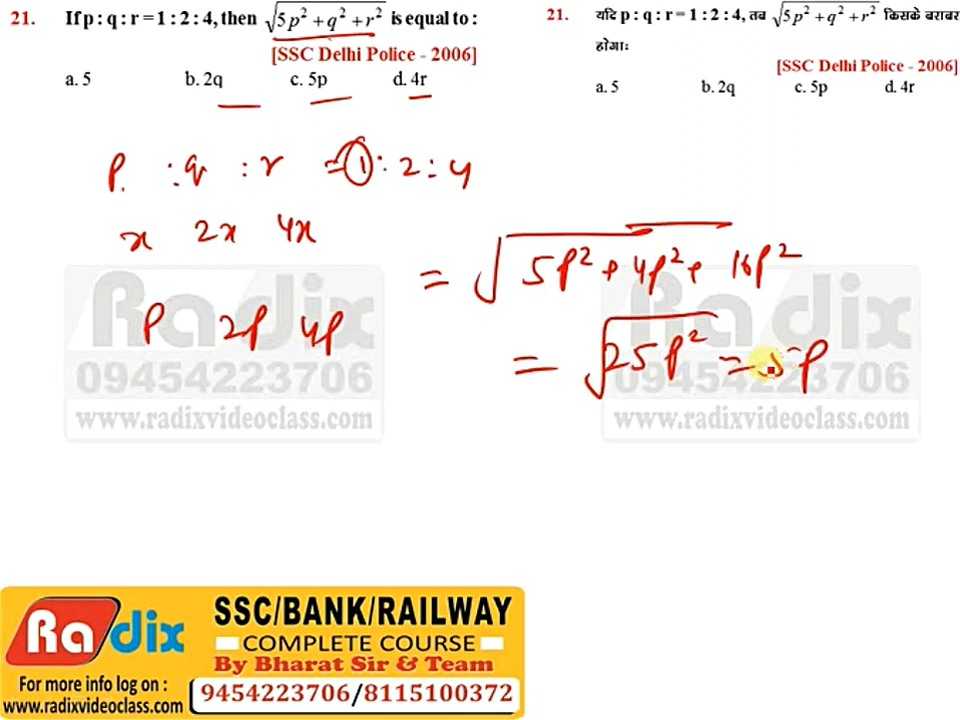 21. If p : q : r = 1 : 2 : 4, then √5p² + q² + r² is equal to :
[SSC Delhi Police - 2006]
a. 5 b. 2q c. 5p d. 4r
21. यदि p : q : r = 1 : 2 : 4, तब √5p² + q² + r² किसके बराबर
होगाः
[SSC Delhi Police - 2006]
a. 5 b. 2q c. 5p d. 4r
p : q : r = 1 : 2 : 4
x 2x 4x
= √5p² + 4p² + 16p²
p 2p 4p
= √25p² = 5p
Radix
09454223706
www.radixvideoclass.com
Radix
09454223706
www.radixvideoclass.com
Radix
For more info log on :
www.radixvideoclass.com
SSC/BANK/RAILWAY
COMPLETE COURSE
By Bharat Sir & Team
9454223706/8115100372